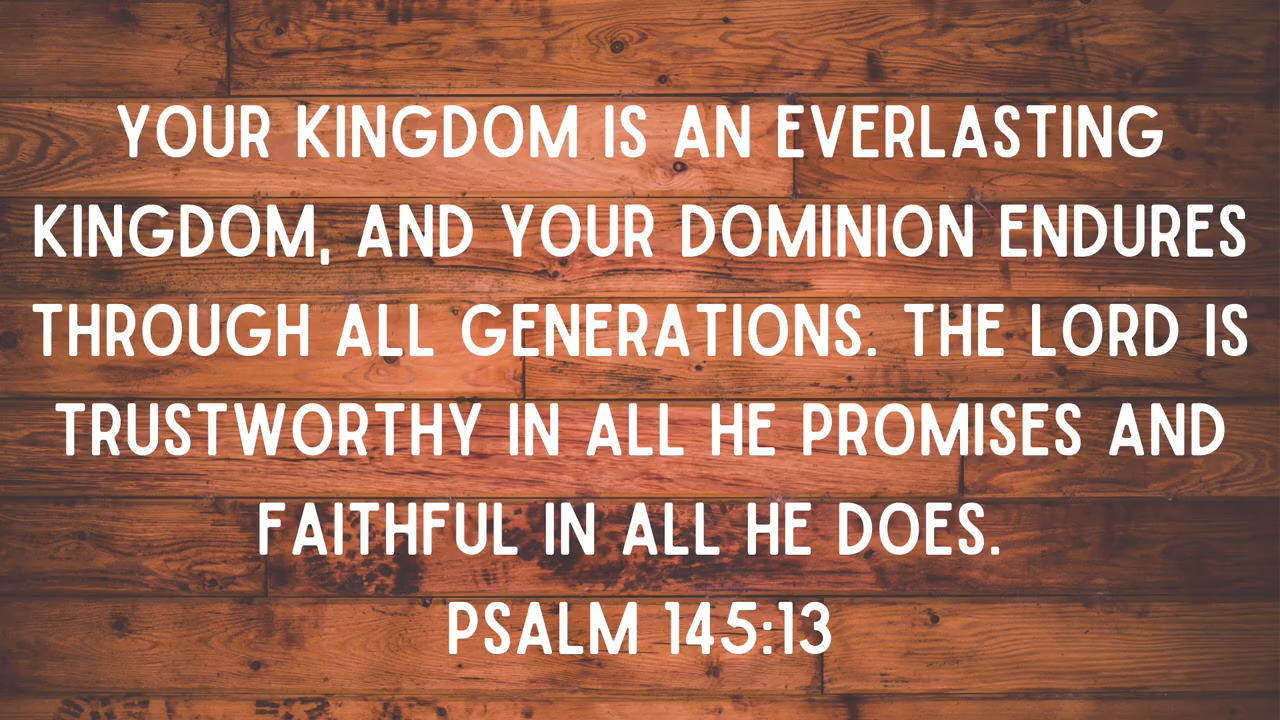 YOUR KINGDOM IS AN EVERLASTING
KINGDOM, AND YOUR DOMINION ENDURES
THROUGH ALL GENERATIONS. THE LORD IS
TRUSTWORTHY IN ALL HE PROMISES AND
FAITHFUL IN ALL HE DOES.
PSALM 145:13